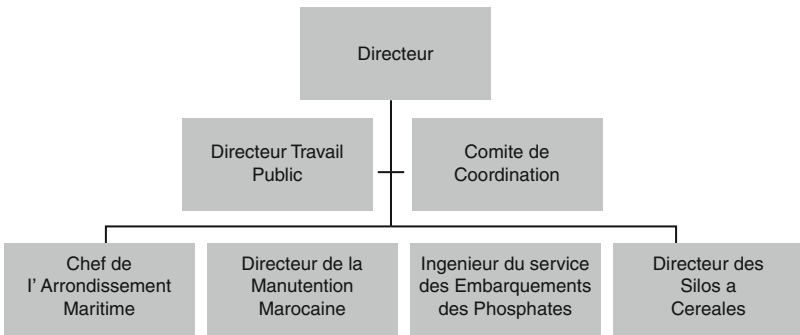 Directeur
Directeur Travail
Public
Comite de
Coordination
Chef de
l' Arrondissement
Maritime
Directeur de la
Manutention
Marocaine
Ingenieur du service
des Embarquements
des Phosphates
Directeur des
Silos a
Cereales